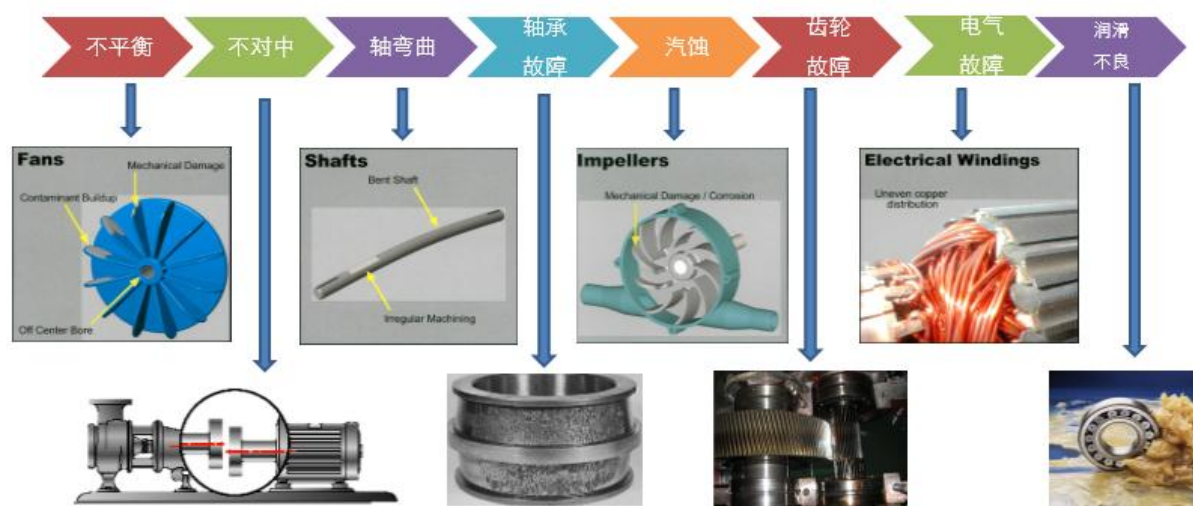 不平衡
不对中
轴弯曲
轴承
故障
汽蚀
齿轮
故障
电气
故障
润滑
不良
Fans
Mechanical Damage
Contaminant Buildup
Off Center Bore
Shafts
Bent Shaft
Irregular Machining
Impellers
Mechanical Damage / Corrosion
Electrical Windings
Uneven copper
distribution